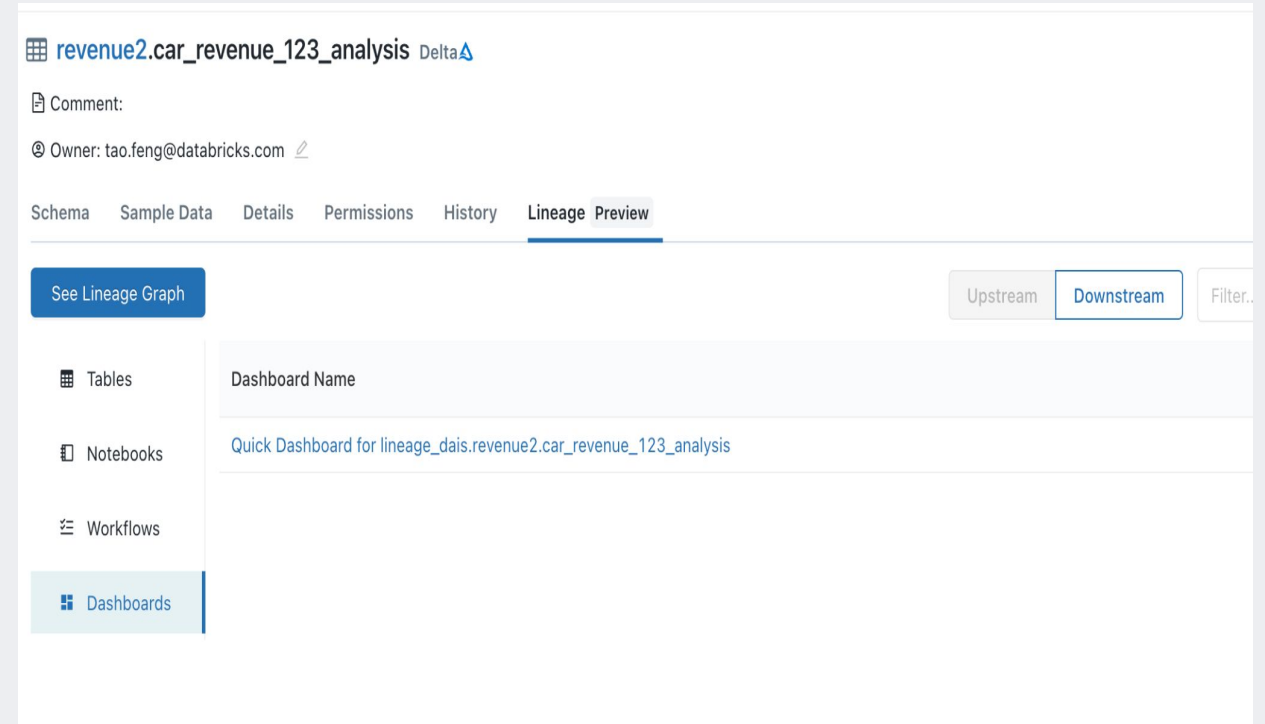 revenue2.car_revenue_123_analysis Delta
Comment:
Owner: tao.feng@databricks.com
Schema Sample Data Details Permissions History Lineage Preview
See Lineage Graph Upstream Downstream Filter..
Tables Dashboard Name
Notebooks Quick Dashboard for lineage_dais.revenue2.car_revenue_123_analysis
Workflows
Dashboards